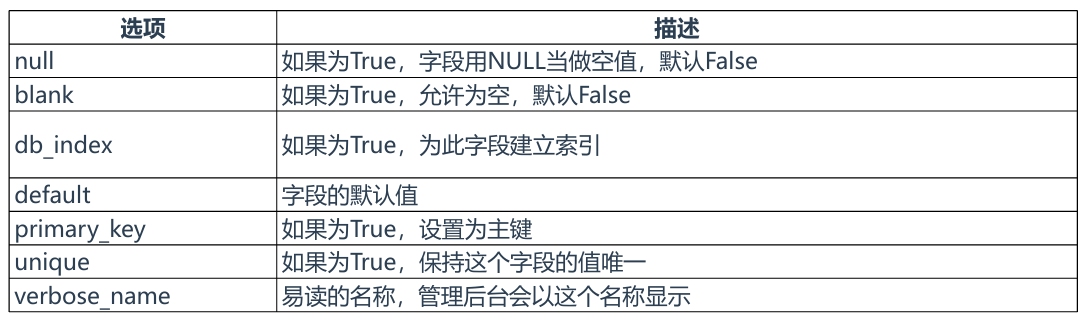 选项 描述
null 如果为True，字段用NULL当做空值，默认False
blank 如果为True，允许为空，默认False
db_index 如果为True，为此字段建立索引
default 字段的默认值
primary_key 如果为True，设置为主键
unique 如果为True，保持这个字段的值唯一
verbose_name 易读的名称，管理后台会以这个名称显示